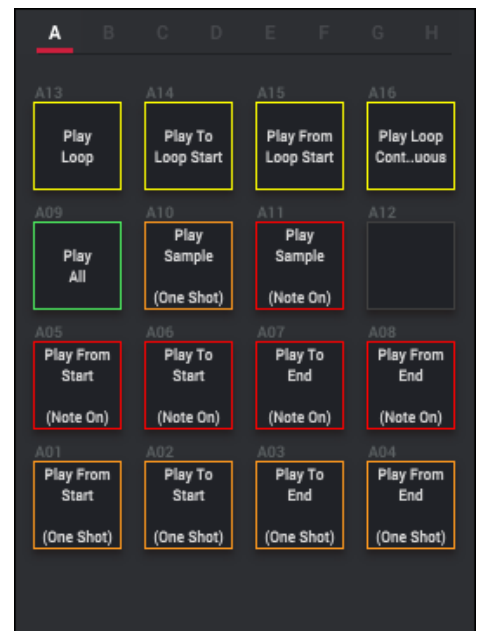 A B C D E F G H
A13 A14 A15 A16
Play
Loop
Play To
Loop Start
Play From
Loop Start
Play Loop
Cont..uous
A09 A10 A11 A12
Play
All
Play
Sample
(One Shot)
Play
Sample
(Note On)
A05 A06 A07 A08
Play From
Start
(Note On)
Play To
Start
(Note On)
Play To
End
(Note On)
Play From
End
(Note On)
A01 A02 A03 A04
Play From
Start
(One Shot)
Play To
Start
(One Shot)
Play To
End
(One Shot)
Play From
End
(One Shot)